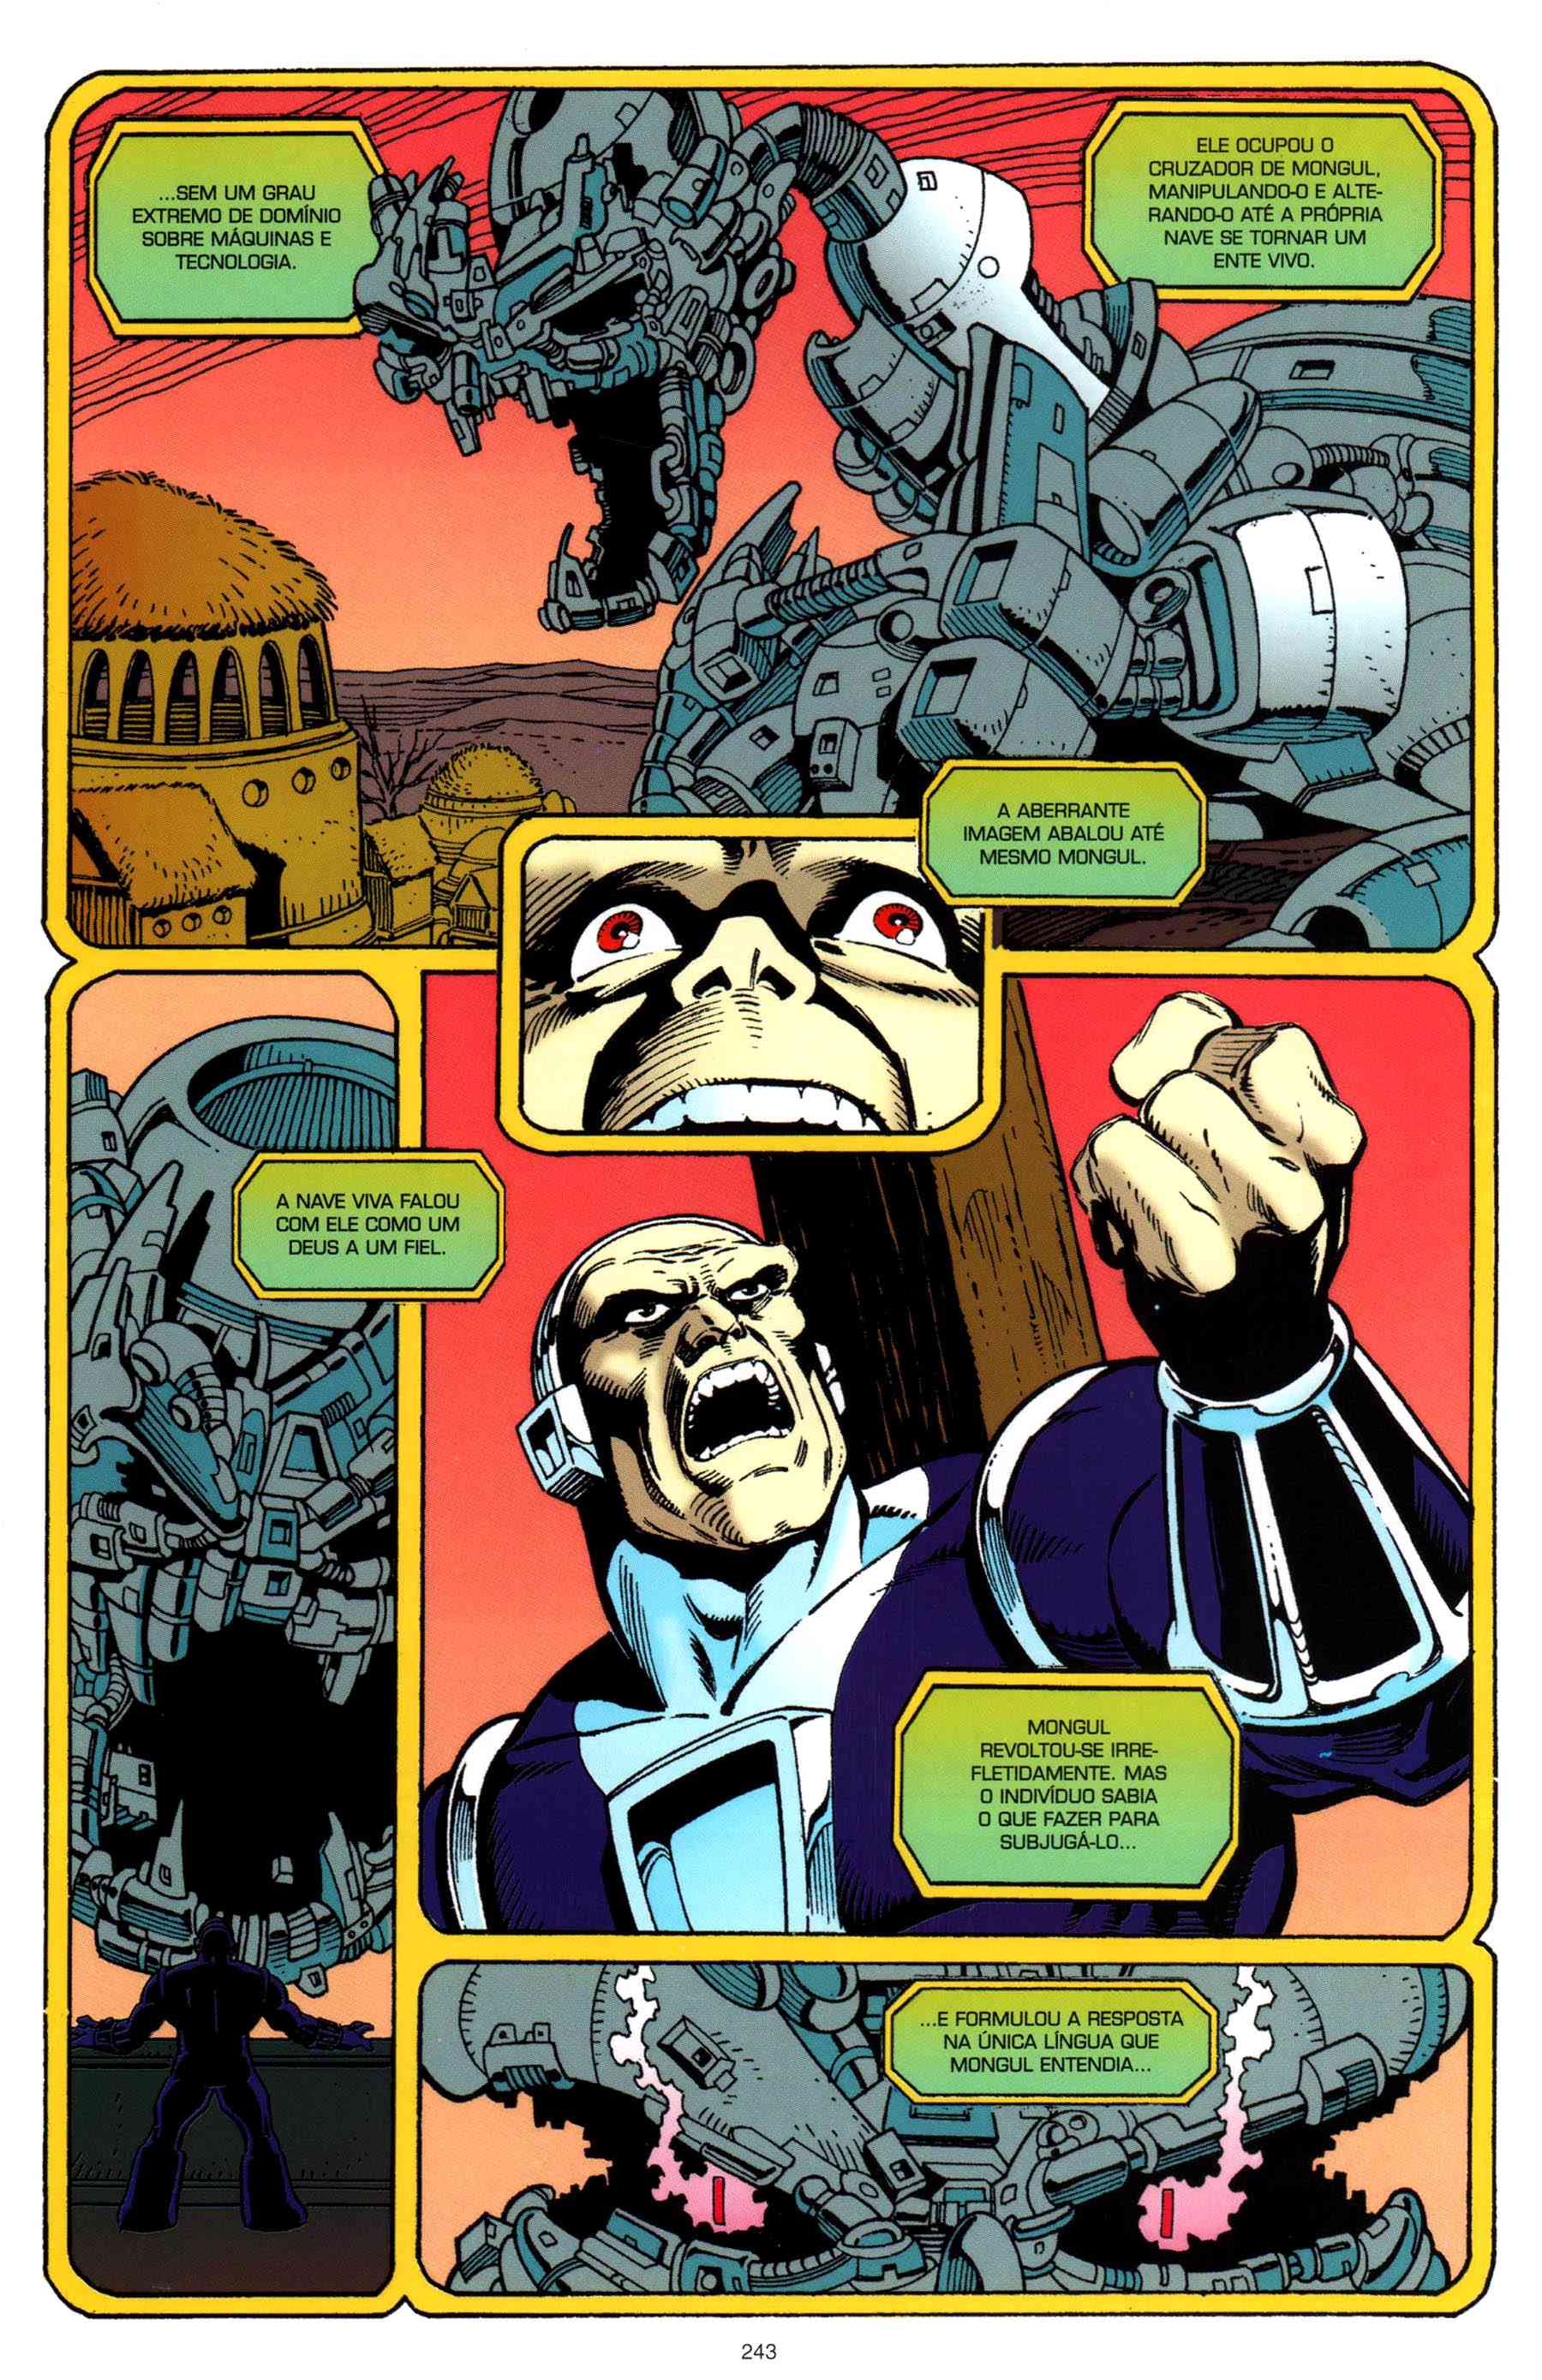 ...SEM UM GRAU
EXTREMO DE DOMÍNIO
SOBRE MÁQUINAS E
TECNOLOGIA.
ELE OCUPOU O
CRUZADOR DE MONGUL,
MANIPULANDO-O E ALTE-
RANDO-O ATÉ A PRÓPRIA
NAVE SE TORNAR UM
ENTE VIVO.
A ABERRANTE
IMAGEM ABALOU ATÉ
MESMO MONGUL.
A NAVE VIVA FALOU
COM ELE COMO UM
DEUS A UM FIEL.
MONGUL
REVOLTOU-SE IRRE-
FLETIDAMENTE. MAS
O INDIVÍDUO SABIA
O QUE FAZER PARA
SUBJUGÁ-LO...
...E FORMULOU A RESPOSTA
NA ÚNICA LÍNGUA QUE
MONGUL ENTENDIA...
243